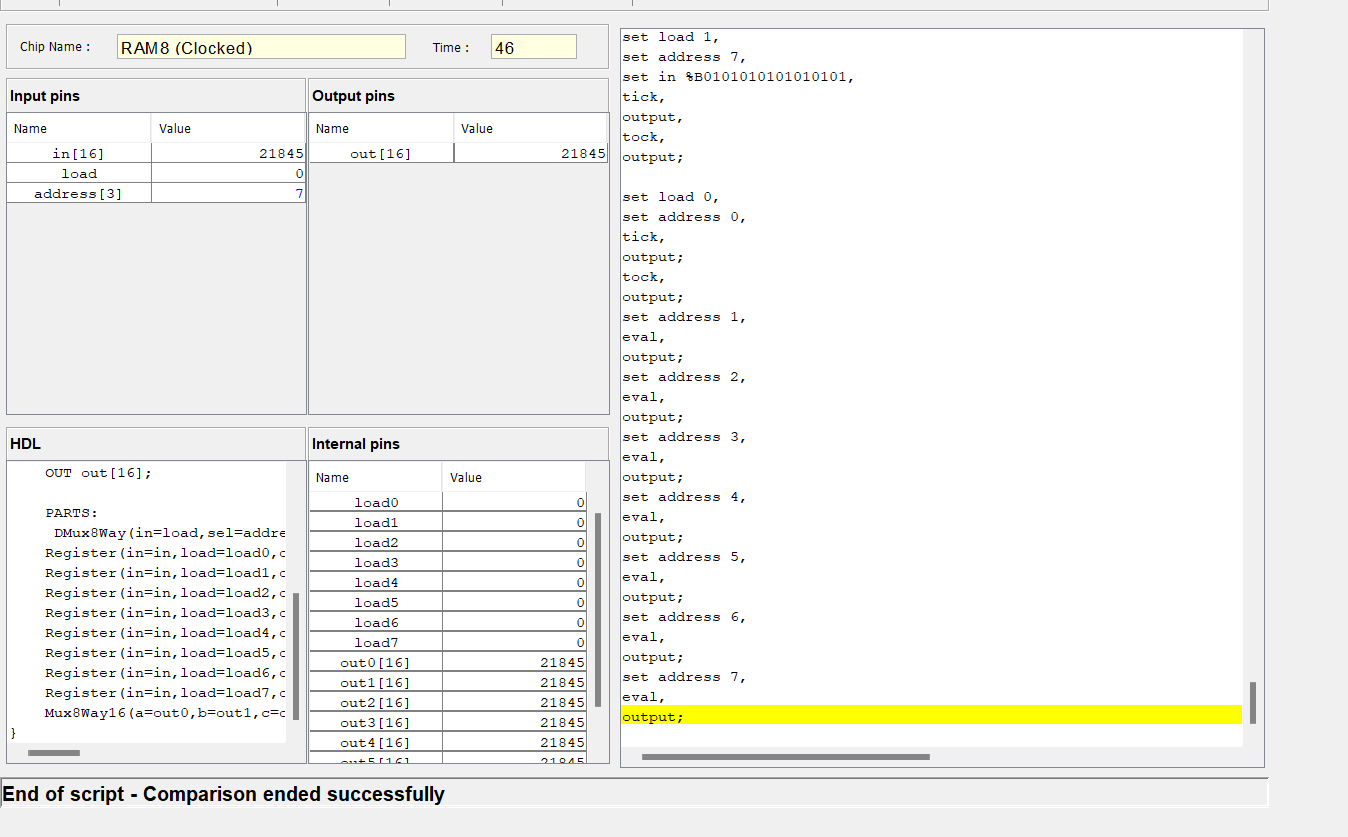 Chip Name :
RAM8 (Clocked)
Time :
46
Input pins
Name Value
in[16] 21845
load 0
address[3] 7
Output pins
Name Value
out[16] 21845
HDL
OUT out[16];
PARTS:
DMux8Way(in=load,sel=addre
Register(in=in,load=load0,
Register(in=in,load=load1,
Register(in=in,load=load2,
Register(in=in,load=load3,
Register(in=in,load=load4,
Register(in=in,load=load5,
Register(in=in,load=load6,
Register(in=in,load=load7,
Mux8Way16(a=out0,b=out1,c=
}
Internal pins
Name Value
load0 0
load1 0
load2 0
load3 0
load4 0
load5 0
load6 0
load7 0
out0[16] 21845
out1[16] 21845
out2[16] 21845
out3[16] 21845
out4[16] 21845
out5[16] 21845
set load 1,
set address 7,
set in %B0101010101010101,
tick,
output,
tock,
output;
set load 0,
set address 0,
tick,
output;
tock,
output;
set address 1,
eval,
output;
set address 2,
eval,
output;
set address 3,
eval,
output;
set address 4,
eval,
output;
set address 5,
eval,
output;
set address 6,
eval,
output;
set address 7,
eval,
output;
End of script - Comparison ended successfully